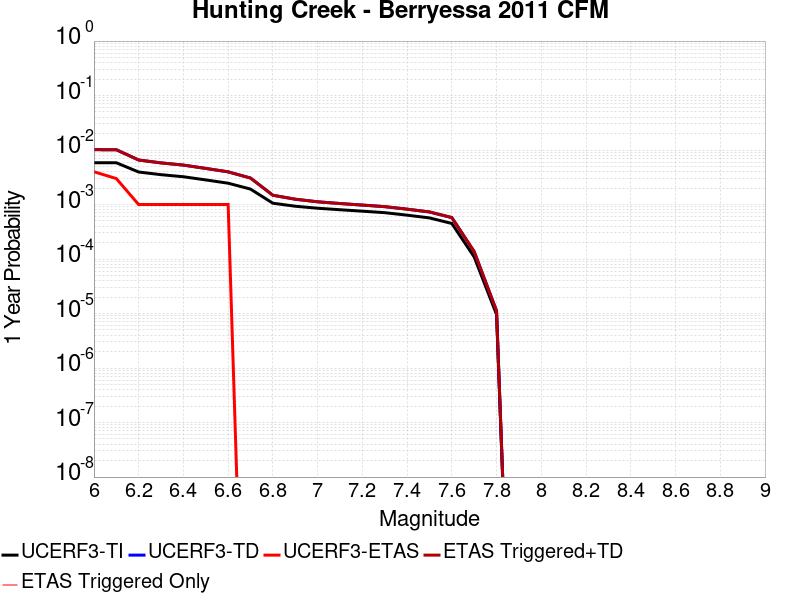 Hunting Creek - Berryessa 2011 CFM
10^0
10^-1
10^-2
10^-3
10^-4
10^-5
10^-6
10^-7
10^-8
1 Year Probability
6 6.2 6.4 6.6 6.8 7 7.2 7.4 7.6 7.8 8 8.2 8.4 8.6 8.8 9
Magnitude
UCERF3-TI UCERF3-TD UCERF3-ETAS ETAS Triggered+TD
ETAS Triggered Only